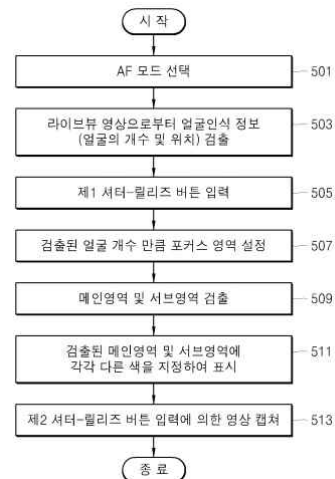 시 작
AF 모드 선택
501
라이브뷰 영상으로부터 얼굴인식 정보
(얼굴의 개수 및 위치) 검출
503
제1 셔터-릴리즈 버튼 입력
505
검출된 얼굴 개수 만큼 포커스 영역 설정
507
메인영역 및 서브영역 검출
509
검출된 메인영역 및 서브영역에
각각 다른 색을 지정하여 표시
511
제2 셔터-릴리즈 버튼 입력에 의한 영상 캡쳐
513
종 료